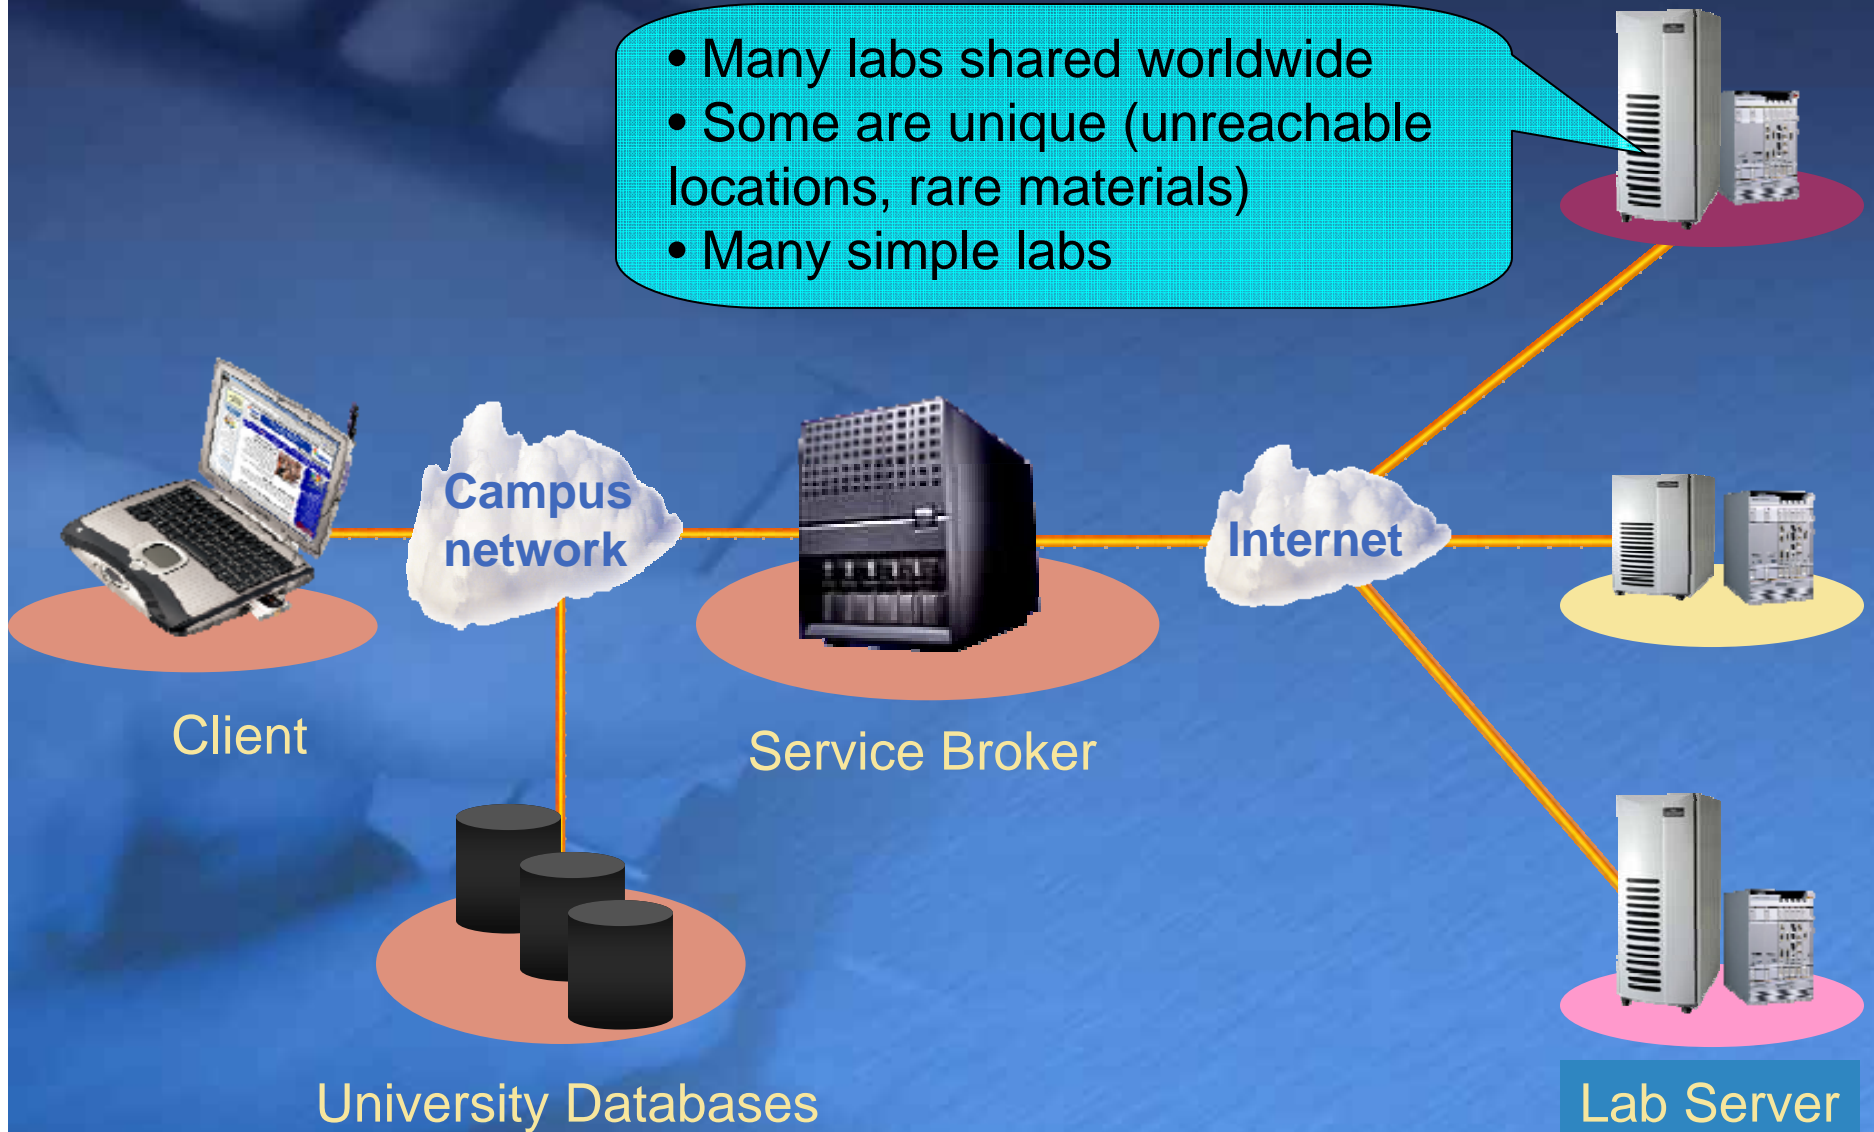 • Many labs shared worldwide
• Some are unique (unreachable
locations, rare materials)
• Many simple labs
Campus
network
Internet
Client
Service Broker
University Databases
Lab Server